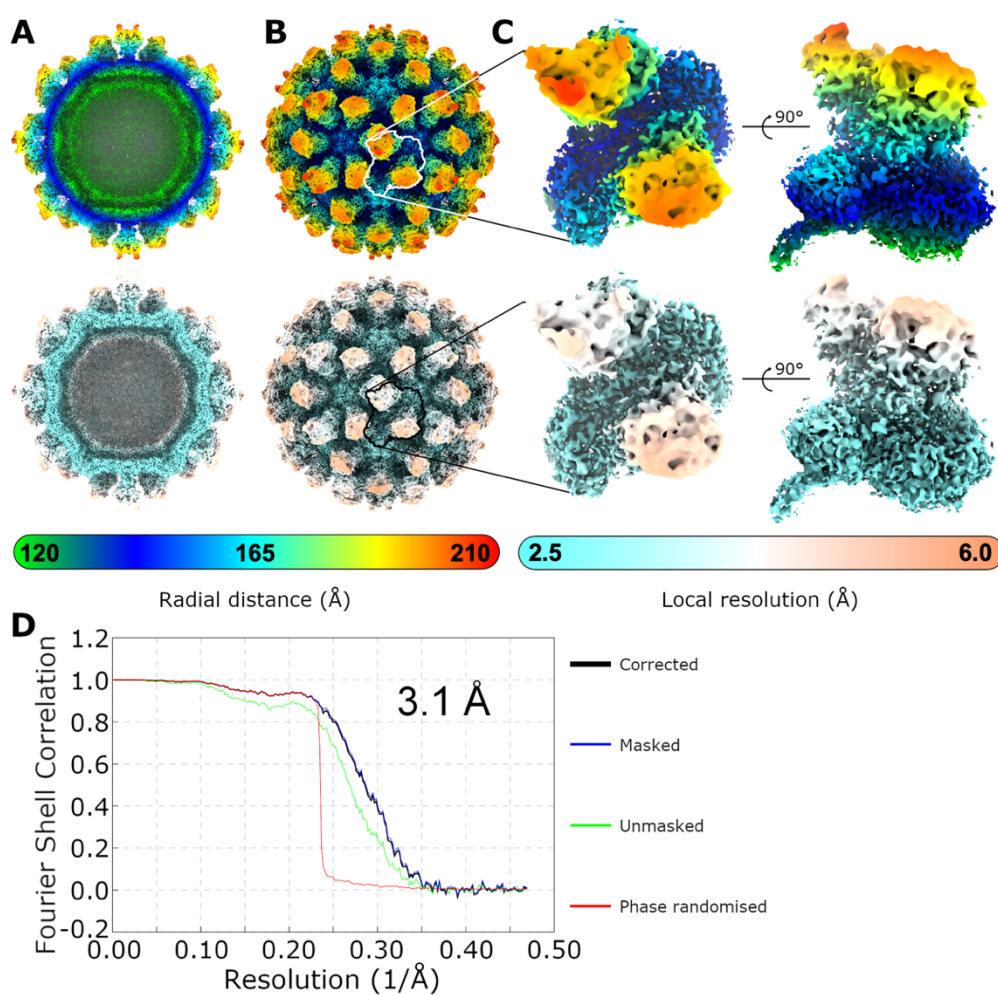 A
B
C
90°
90°
120 165 210
Radial distance (Å)
2.5 6.0
Local resolution (Å)
D
Fourier Shell Correlation
1.2
1.0
0.8
0.6
0.4
0.2
0.0
-0.2
3.1 Å
0.00 0.10 0.20 0.30 0.40 0.50
Resolution (1/Å)
Corrected
Masked
Unmasked
Phase randomised